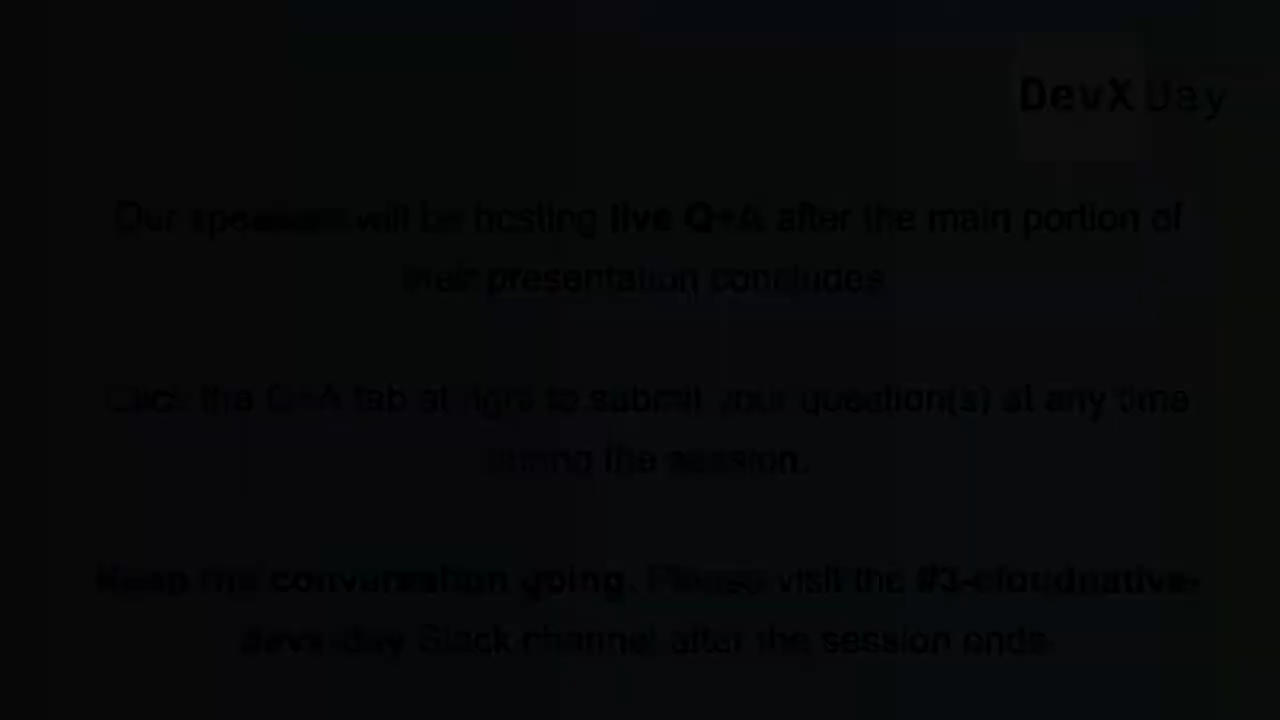 DevX Day
Our speakers will be hosting live Q+A after the main portion of
their presentation concludes.
Click the Q+A tab at right to submit your question(s) at any time
during the session.
Keep the conversation going. Please visit the #3-cloudnative-
devx-day Slack channel after the session ends.